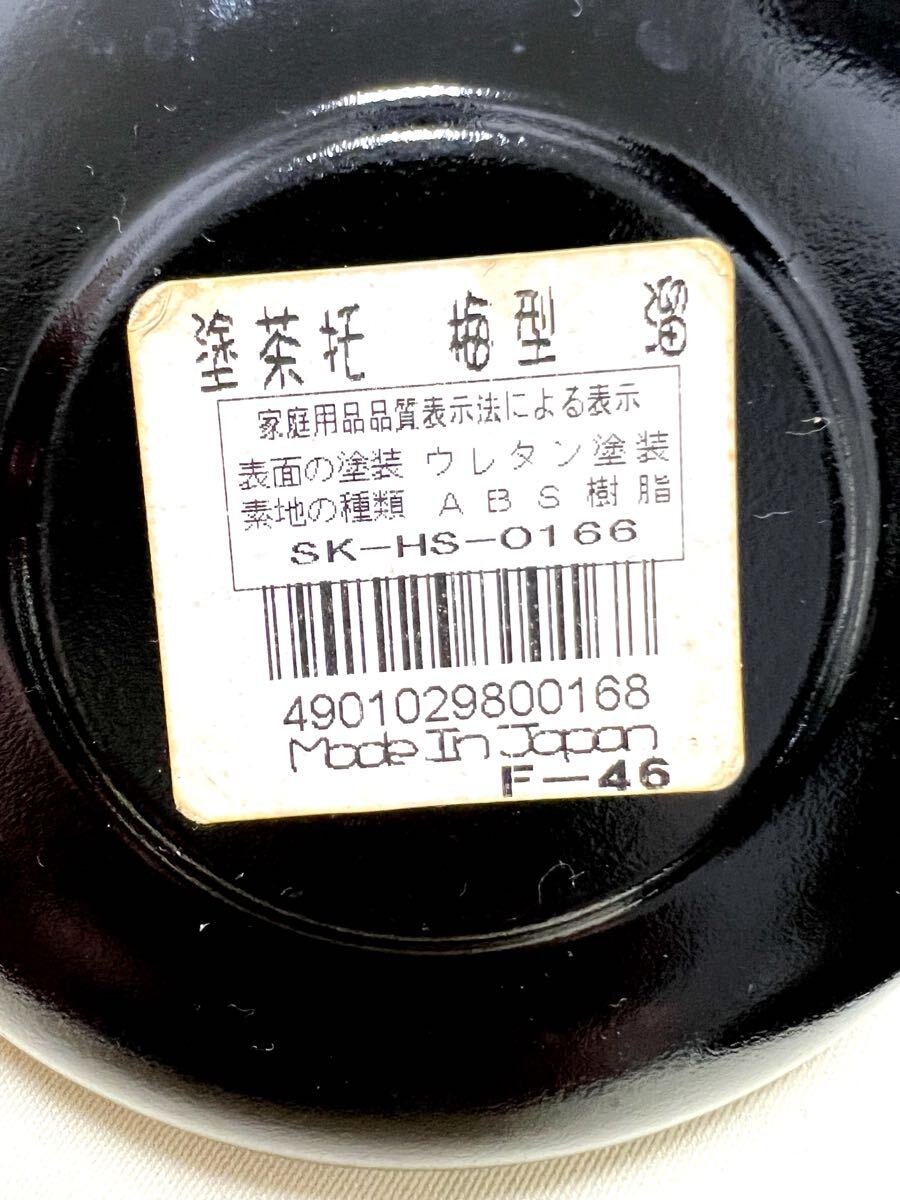 塗茶托 梅型 溜
家庭用品品質表示法による表示
表面の塗装 ウレタン塗装
素地の種類 ABS樹脂
SK-HS-0166
4901029800168
Made In Japan
F-46